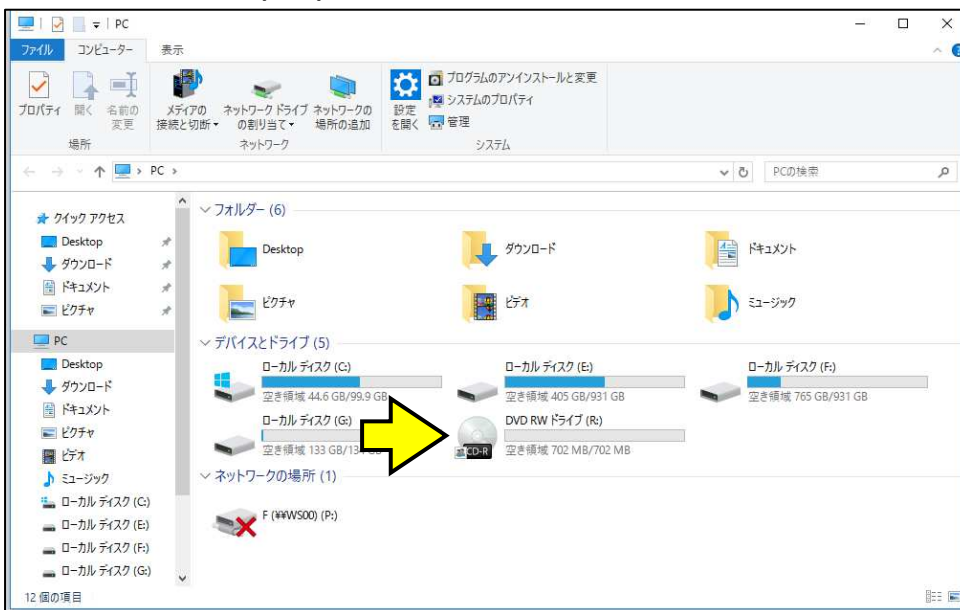 PC
ファイル コンピューター 表示
プロパティ 開く 名前の変更 メディアの接続と切断 ネットワーク ドライブの割り当て ネットワークの場所の追加 設定を開く プログラムのアンインストールと変更
システムのプロパティ
管理
場所 ネットワーク システム
PC PCの検索
クイック アクセス
Desktop
ダウンロード
ドキュメント
ピクチャ
PC
Desktop
ダウンロード
ドキュメント
ピクチャ
ビデオ
ミュージック
ローカル ディスク (C:)
ローカル ディスク (E:)
ローカル ディスク (F:)
ローカル ディスク (G:)
フォルダー (6)
Desktop ダウンロード ドキュメント
ピクチャ ビデオ ミュージック
デバイスとドライブ (5)
ローカル ディスク (C:) ローカル ディスク (E:) ローカル ディスク (F:)
空き領域 44.6 GB/99.9 GB 空き領域 405 GB/931 GB 空き領域 765 GB/931 GB
ローカル ディスク (G:) DVD RW ドライブ (R:)
空き領域 133 GB/ CD-R 空き領域 702 MB/702 MB
ネットワークの場所 (1)
F (¥¥WS00) (P:)
12 個の項目